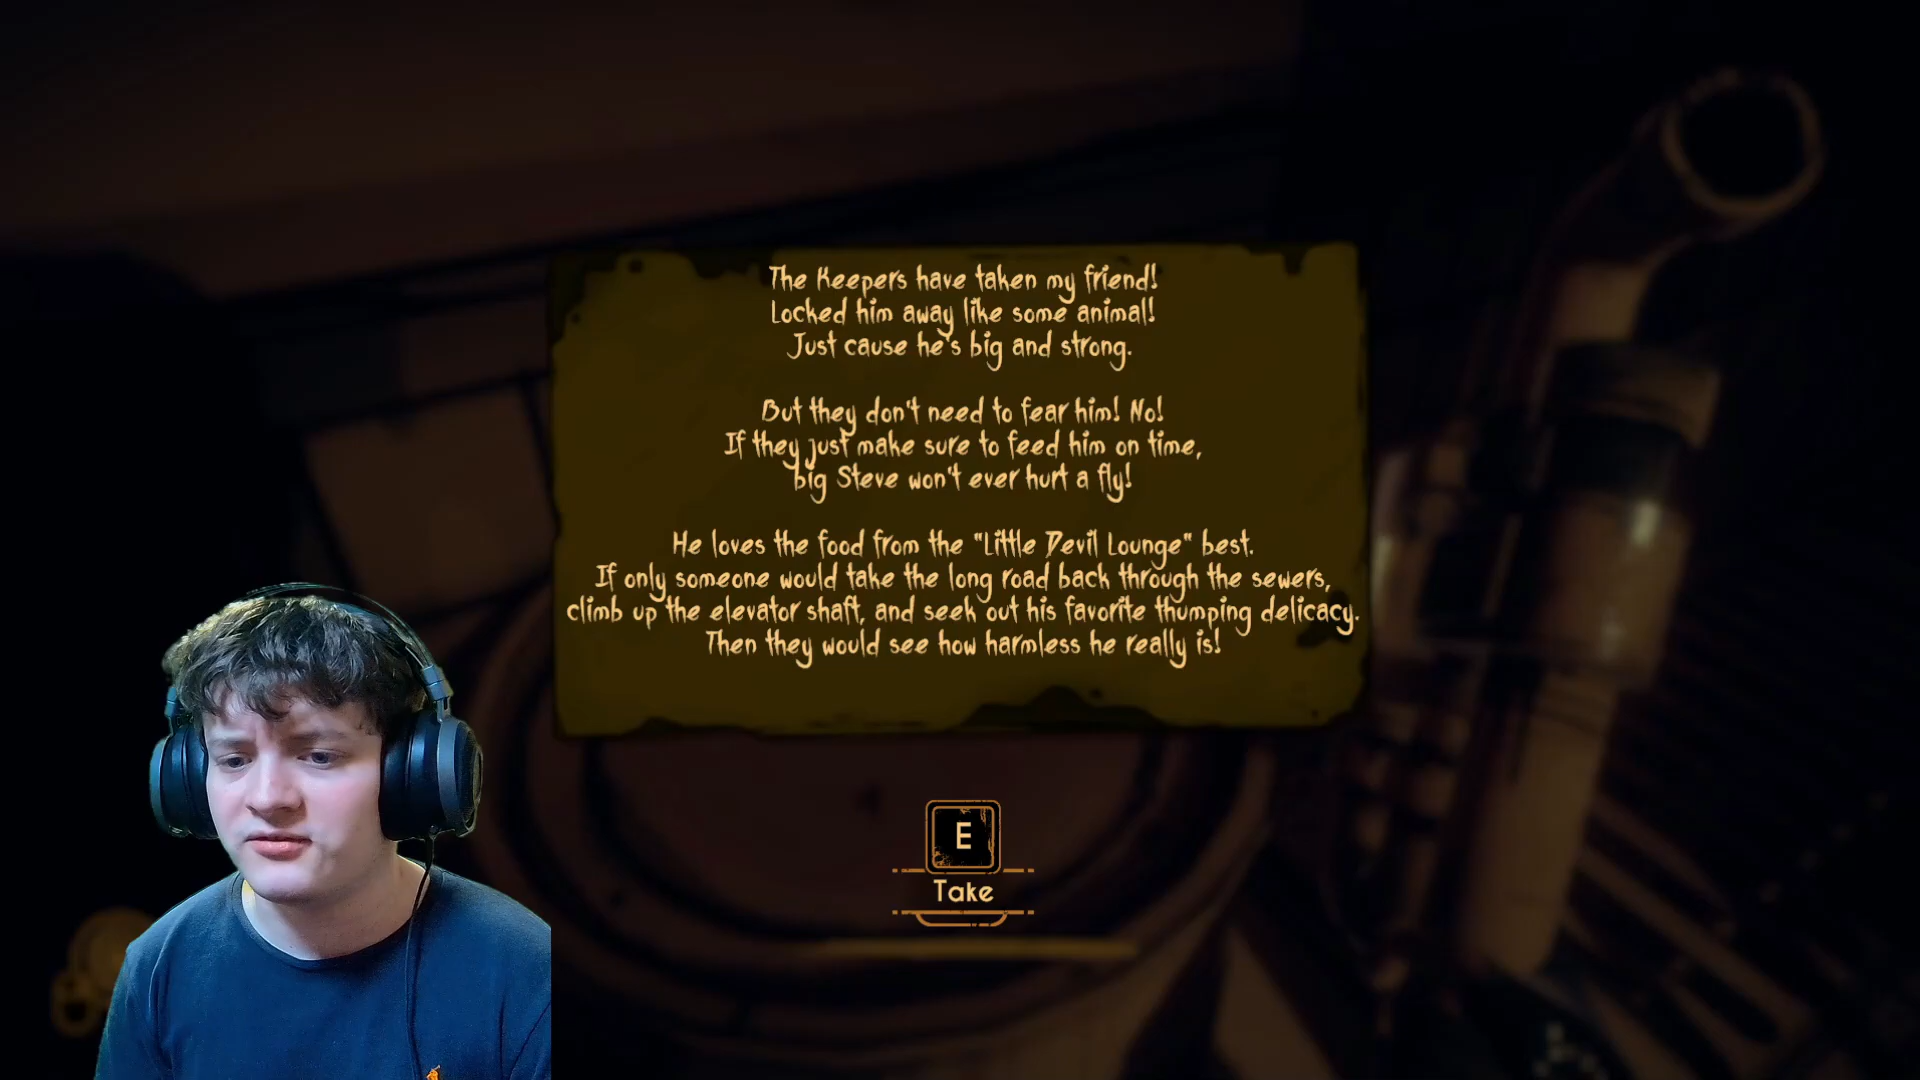 The Keepers have taken my friend!
Locked him away like some animal!
Just cause he's big and strong.
But they don't need to fear him! No!
If they just make sure to feed him on time,
big Steve won't ever hurt a fly!
He loves the food from the "Little Devil Lounge" best.
If only someone would take the long road back through the sewers,
climb up the elevator shaft, and seek out his favorite thumping delicacy.
Then they would see how harmless he really is!
E
Take